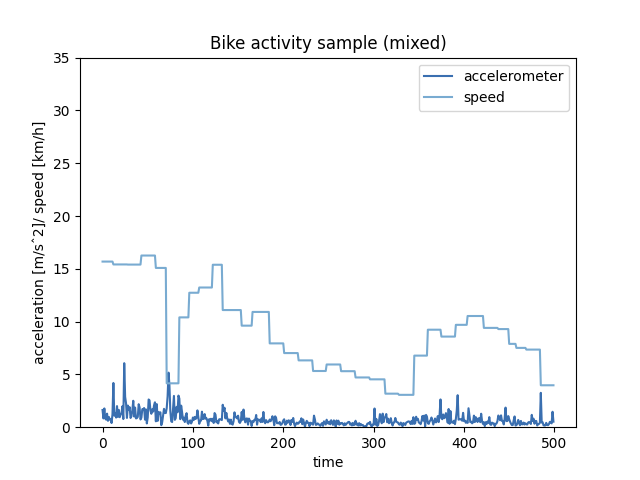 Bike activity sample (mixed)
accelerometer
speed
acceleration [m/sˆ2]/ speed [km/h]
35
30
25
20
15
10
5
0
0 100 200 300 400 500
time